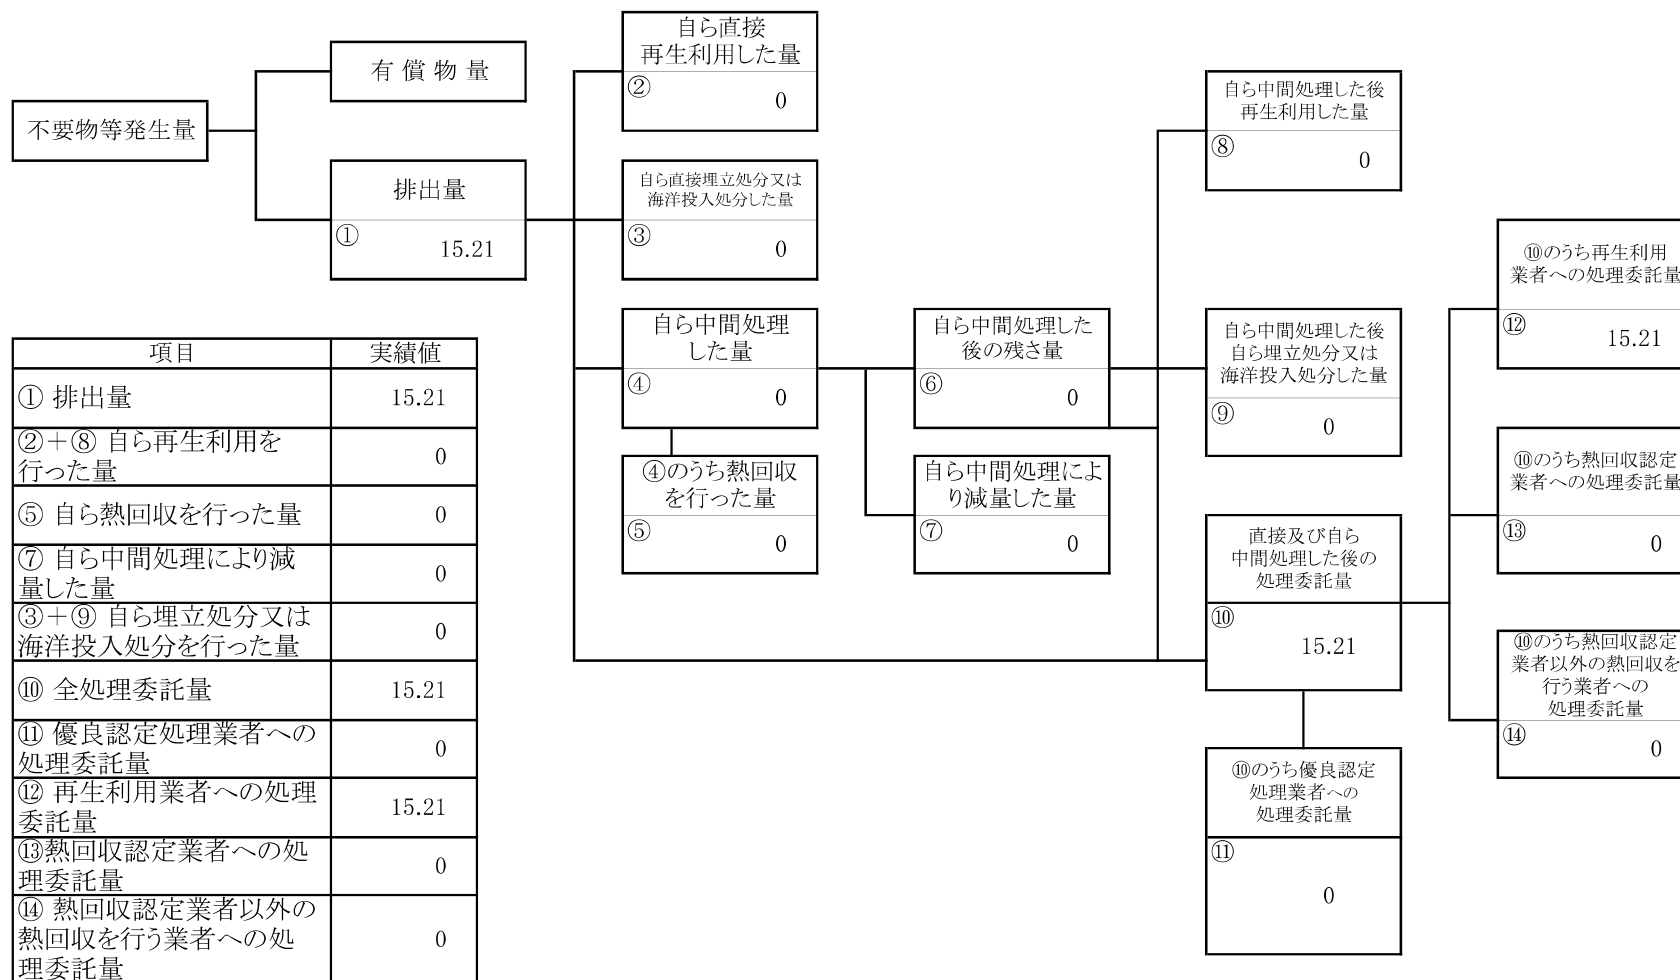 不要物等発生量
有 償 物 量
排出量
①
15.21
自ら直接
再生利用した量
②
0
自ら直接埋立処分又は
海洋投入処分した量
③
0
自ら中間処理
した量
④
0
④のうち熱回収
を行った量
⑤
0
自ら中間処理した
後の残さ量
⑥
0
自ら中間処理によ
り減量した量
⑦
0
自ら中間処理した後
再生利用した量
⑧
0
自ら中間処理した後
自ら埋立処分又は
海洋投入処分した量
⑨
0
直接及び自ら
中間処理した後の
処理委託量
⑩
15.21
⑩のうち優良認定
処理業者への
処理委託量
⑪
0
⑩のうち再生利用
業者への処理委託量
⑫
15.21
⑩のうち熱回収認定
業者への処理委託量
⑬
0
⑩のうち熱回収認定
業者以外の熱回収を
行う業者への
処理委託量
⑭
0
項目 実績値
① 排出量 15.21
②+⑧ 自ら再生利用を
行った量 0
⑤ 自ら熱回収を行った量 0
⑦ 自ら中間処理により減
量した量 0
③+⑨ 自ら埋立処分又は
海洋投入処分を行った量 0
⑩ 全処理委託量 15.21
⑪ 優良認定処理業者への
処理委託量 0
⑫ 再生利用業者への処理
委託量 15.21
⑬熱回収認定業者への処
理委託量 0
⑭ 熱回収認定業者以外の
熱回収を行う業者への処
理委託量 0